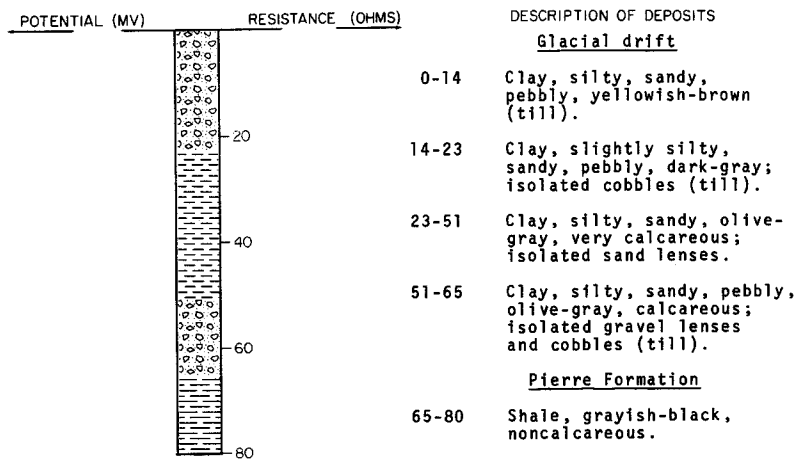 POTENTIAL (MV) RESISTANCE (OHMS) DESCRIPTION OF DEPOSITS
Glacial drift
0-14 Clay, silty, sandy,
pebbly, yellowish-brown
(till).
20
14-23 Clay, slightly silty,
sandy, pebbly, dark-gray;
isolated cobbles (till).
23-51 Clay, silty, sandy, olive-
gray, very calcareous;
40
isolated sand lenses.
51-65 Clay, silty, sandy, pebbly,
olive-gray, calcareous;
isolated gravel lenses
60
and cobbles (till).
Pierre Formation
65-80 Shale, grayish-black,
noncalcareous.
80